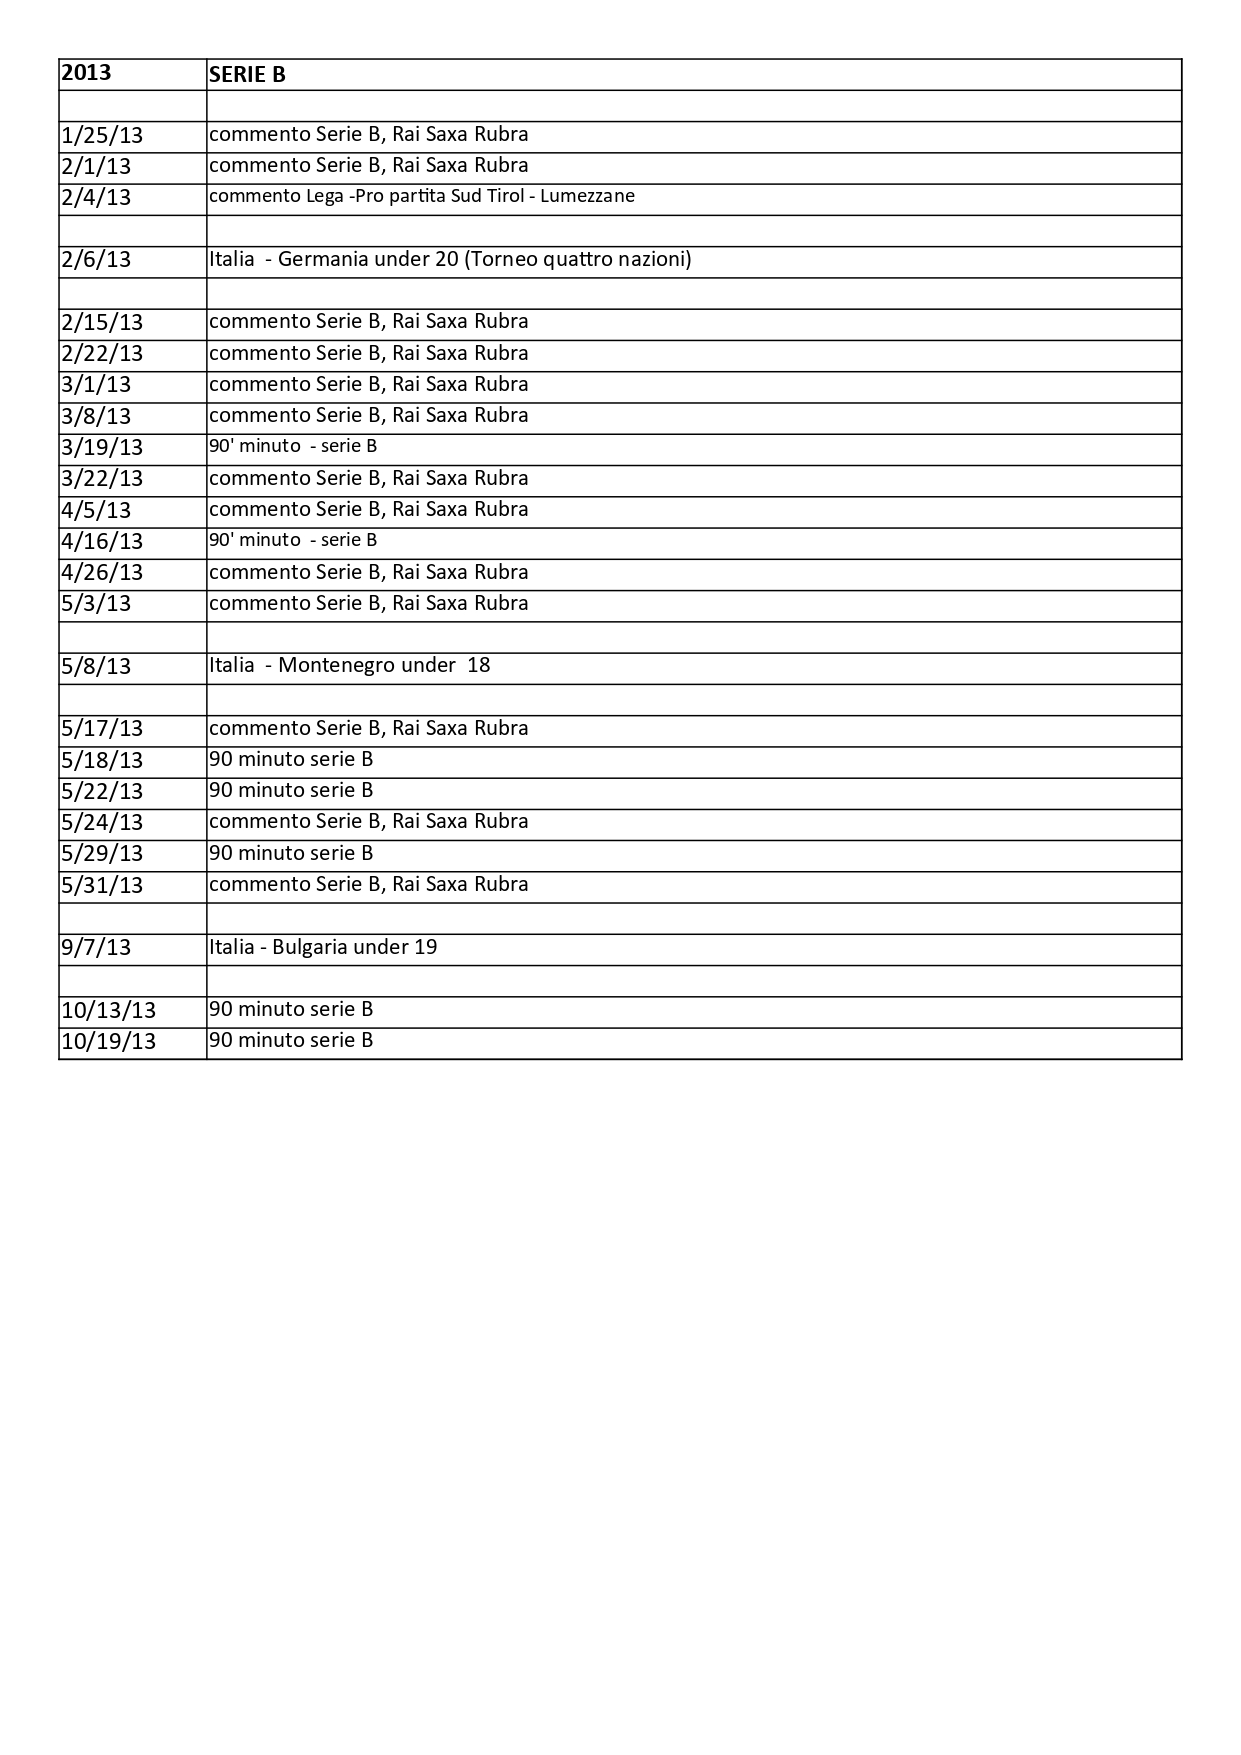 2013 SERIE B
1/25/13 commento Serie B, Rai Saxa Rubra
2/1/13 commento Serie B, Rai Saxa Rubra
2/4/13 commento Lega -Pro partita Sud Tirol - Lumezzane
2/6/13 Italia  - Germania under 20 (Torneo quattro nazioni)
2/15/13 commento Serie B, Rai Saxa Rubra
2/22/13 commento Serie B, Rai Saxa Rubra
3/1/13 commento Serie B, Rai Saxa Rubra
3/8/13 commento Serie B, Rai Saxa Rubra
3/19/13 90' minuto  - serie B
3/22/13 commento Serie B, Rai Saxa Rubra
4/5/13 commento Serie B, Rai Saxa Rubra
4/16/13 90' minuto  - serie B
4/26/13 commento Serie B, Rai Saxa Rubra
5/3/13 commento Serie B, Rai Saxa Rubra
5/8/13 Italia  - Montenegro under  18
5/17/13 commento Serie B, Rai Saxa Rubra
5/18/13 90 minuto serie B
5/22/13 90 minuto serie B
5/24/13 commento Serie B, Rai Saxa Rubra
5/29/13 90 minuto serie B
5/31/13 commento Serie B, Rai Saxa Rubra
9/7/13 Italia - Bulgaria under 19
10/13/13 90 minuto serie B
10/19/13 90 minuto serie B